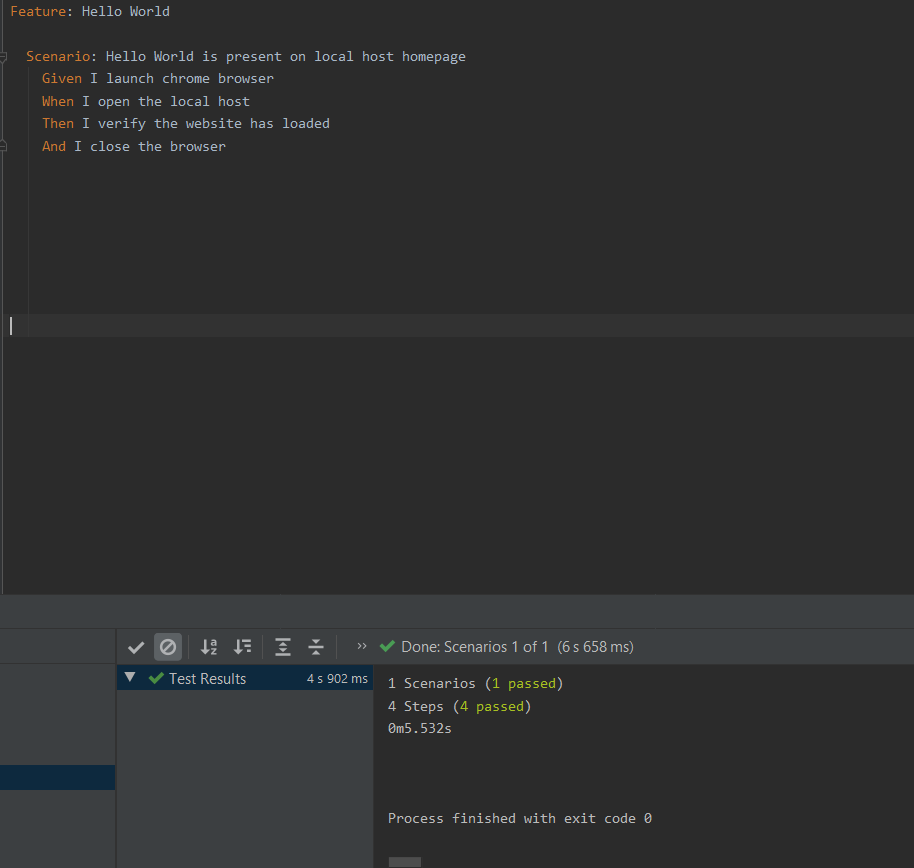 Feature: Hello World
Scenario: Hello World is present on local host homepage
Given I launch chrome browser
When I open the local host
Then I verify the website has loaded
And I close the browser
Done: Scenarios 1 of 1 (6 s 658 ms)
Test Results 4 s 902 ms
1 Scenarios (1 passed)
4 Steps (4 passed)
0m5.532s
Process finished with exit code 0